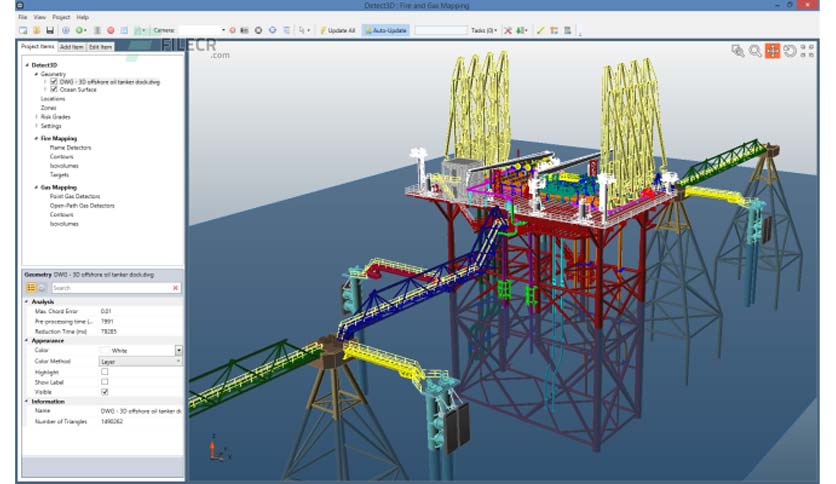 Detect3D : Fire and Gas Mapping
File View Project Help
Camera: Update All Auto-Update Tasks (0)
FILECR
.com
Project Items Add Item Edit Item
Detect3D
Geometry
DWG - 3D offshore oil tanker dock.dwg
Ocean Surface
Locations
Zones
Risk Grades
Settings
Fire Mapping
Flame Detectors
Contours
Isovolumes
Targets
Gas Mapping
Point Gas Detectors
Open-Path Gas Detectors
Contours
Isovolumes
Geometry DWG - 3D offshore oil tanker dock.dwg
Search
Analysis
Max. Chord Error 0.01
Pre-processing time (... 7991
Reduction Time (ms) 78285
Appearance
Color White
Color Method Layer
Highlight
Show Label
Visible
Information
Name DWG - 3D offshore oil tanker d
Number of Triangles 1490262
Z
Y
X